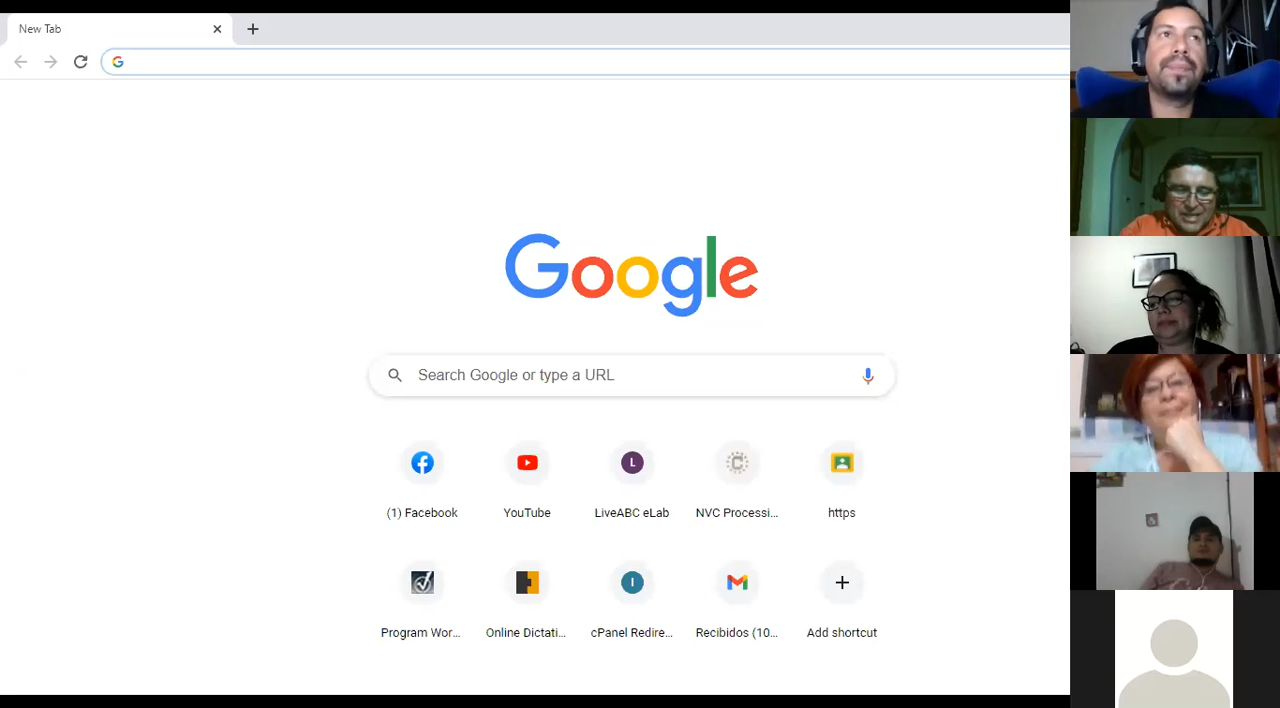 New Tab
Google
Search Google or type a URL
(1) Facebook
YouTube
L
LiveABC eLab
NVC Processi...
https
Program Wor...
Online Dictati...
I
cPanel Redire...
Recibidos (10...
Add shortcut